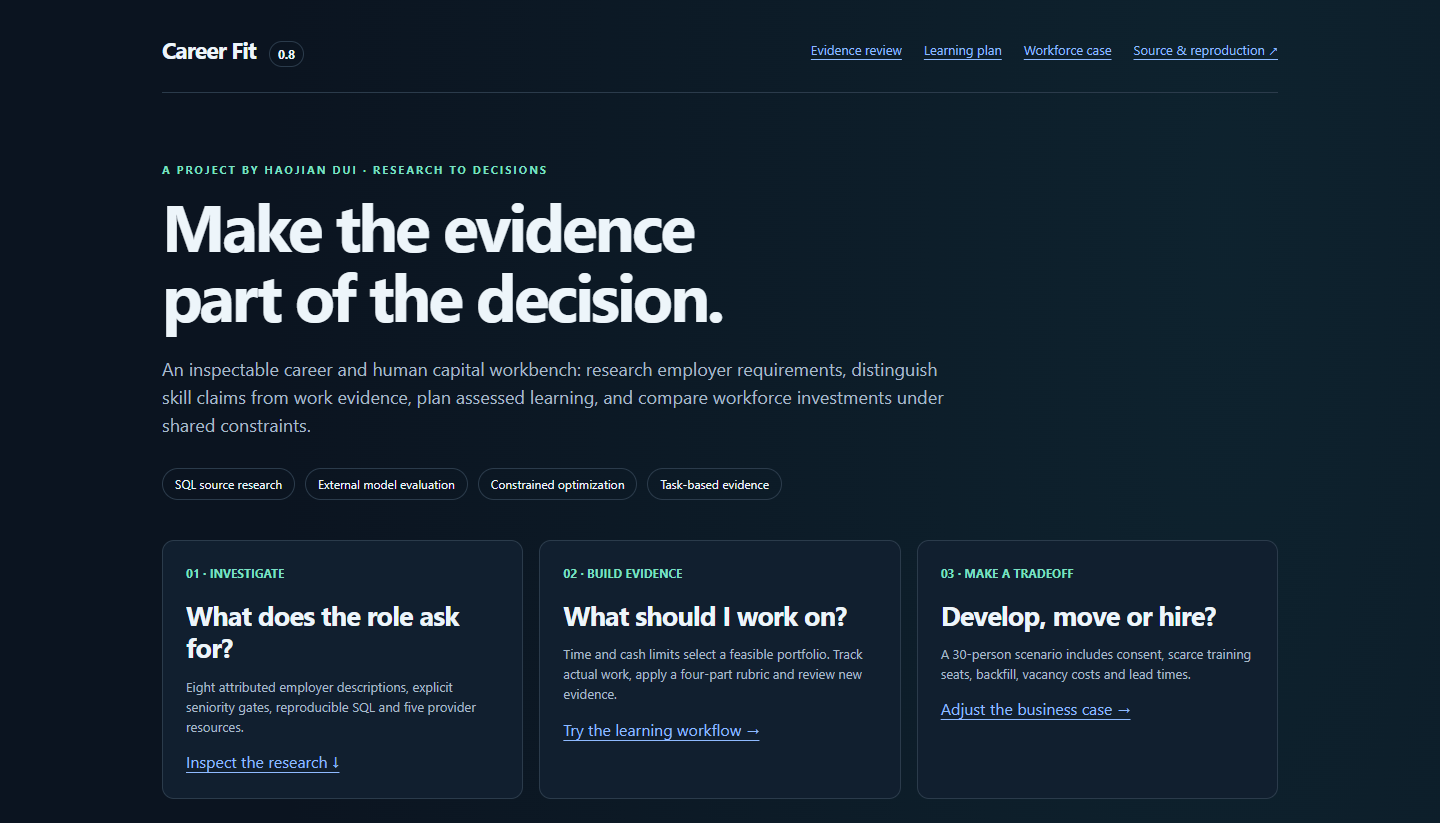 Career Fit 0.8
Evidence review Learning plan Workforce case Source & reproduction ↗
A PROJECT BY HAOJIAN DUI · RESEARCH TO DECISIONS
Make the evidence
part of the decision.
An inspectable career and human capital workbench: research employer requirements, distinguish
skill claims from work evidence, plan assessed learning, and compare workforce investments under
shared constraints.
SQL source research External model evaluation Constrained optimization Task-based evidence
01 · INVESTIGATE
What does the role ask
for?
Eight attributed employer descriptions, explicit
seniority gates, reproducible SQL and five provider
resources.
Inspect the research ↓
02 · BUILD EVIDENCE
What should I work on?
Time and cash limits select a feasible portfolio. Track
actual work, apply a four-part rubric and review new
evidence.
Try the learning workflow →
03 · MAKE A TRADEOFF
Develop, move or hire?
A 30-person scenario includes consent, scarce training
seats, backfill, vacancy costs and lead times.
Adjust the business case →